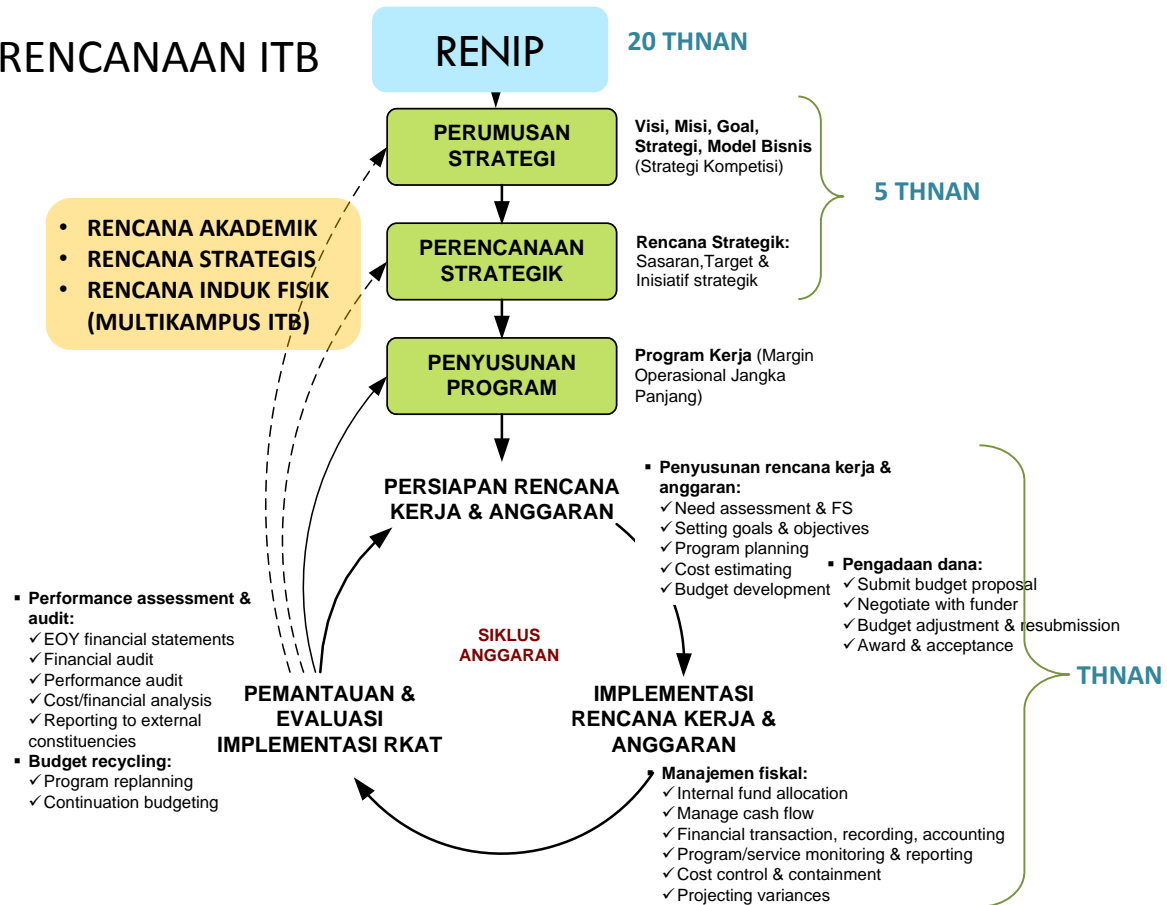 RENCANAAN ITB
RENIP
20 THNAN
PERUMUSAN
STRATEGI
Visi, Misi, Goal,
Strategi, Model Bisnis
(Strategi Kompetisi)
5 THNAN
• RENCANA AKADEMIK
• RENCANA STRATEGIS
• RENCANA INDUK FISIK
(MULTIKAMPUS ITB)
PERENCANAAN
STRATEGIK
Rencana Strategik:
Sasaran,Target &
Inisiatif strategik
PENYUSUNAN
PROGRAM
Program Kerja (Margin
Operasional Jangka
Panjang)
PERSIAPAN RENCANA
KERJA & ANGGARAN
▪ Penyusunan rencana kerja &
anggaran:
✓Need assessment & FS
✓Setting goals & objectives
✓Program planning
✓Cost estimating
✓Budget development
▪ Pengadaan dana:
✓Submit budget proposal
✓Negotiate with funder
✓Budget adjustment & resubmission
✓Award & acceptance
THNAN
SIKLUS
ANGGARAN
IMPLEMENTASI
RENCANA KERJA &
ANGGARAN
▪ Manajemen fiskal:
✓Internal fund allocation
✓Manage cash flow
✓Financial transaction, recording, accounting
✓Program/service monitoring & reporting
✓Cost control & containment
✓Projecting variances
PEMANTAUAN &
EVALUASI
IMPLEMENTASI RKAT
▪ Performance assessment &
audit:
✓EOY financial statements
✓Financial audit
✓Performance audit
✓Cost/financial analysis
✓Reporting to external
constituencies
▪ Budget recycling:
✓Program replanning
✓Continuation budgeting